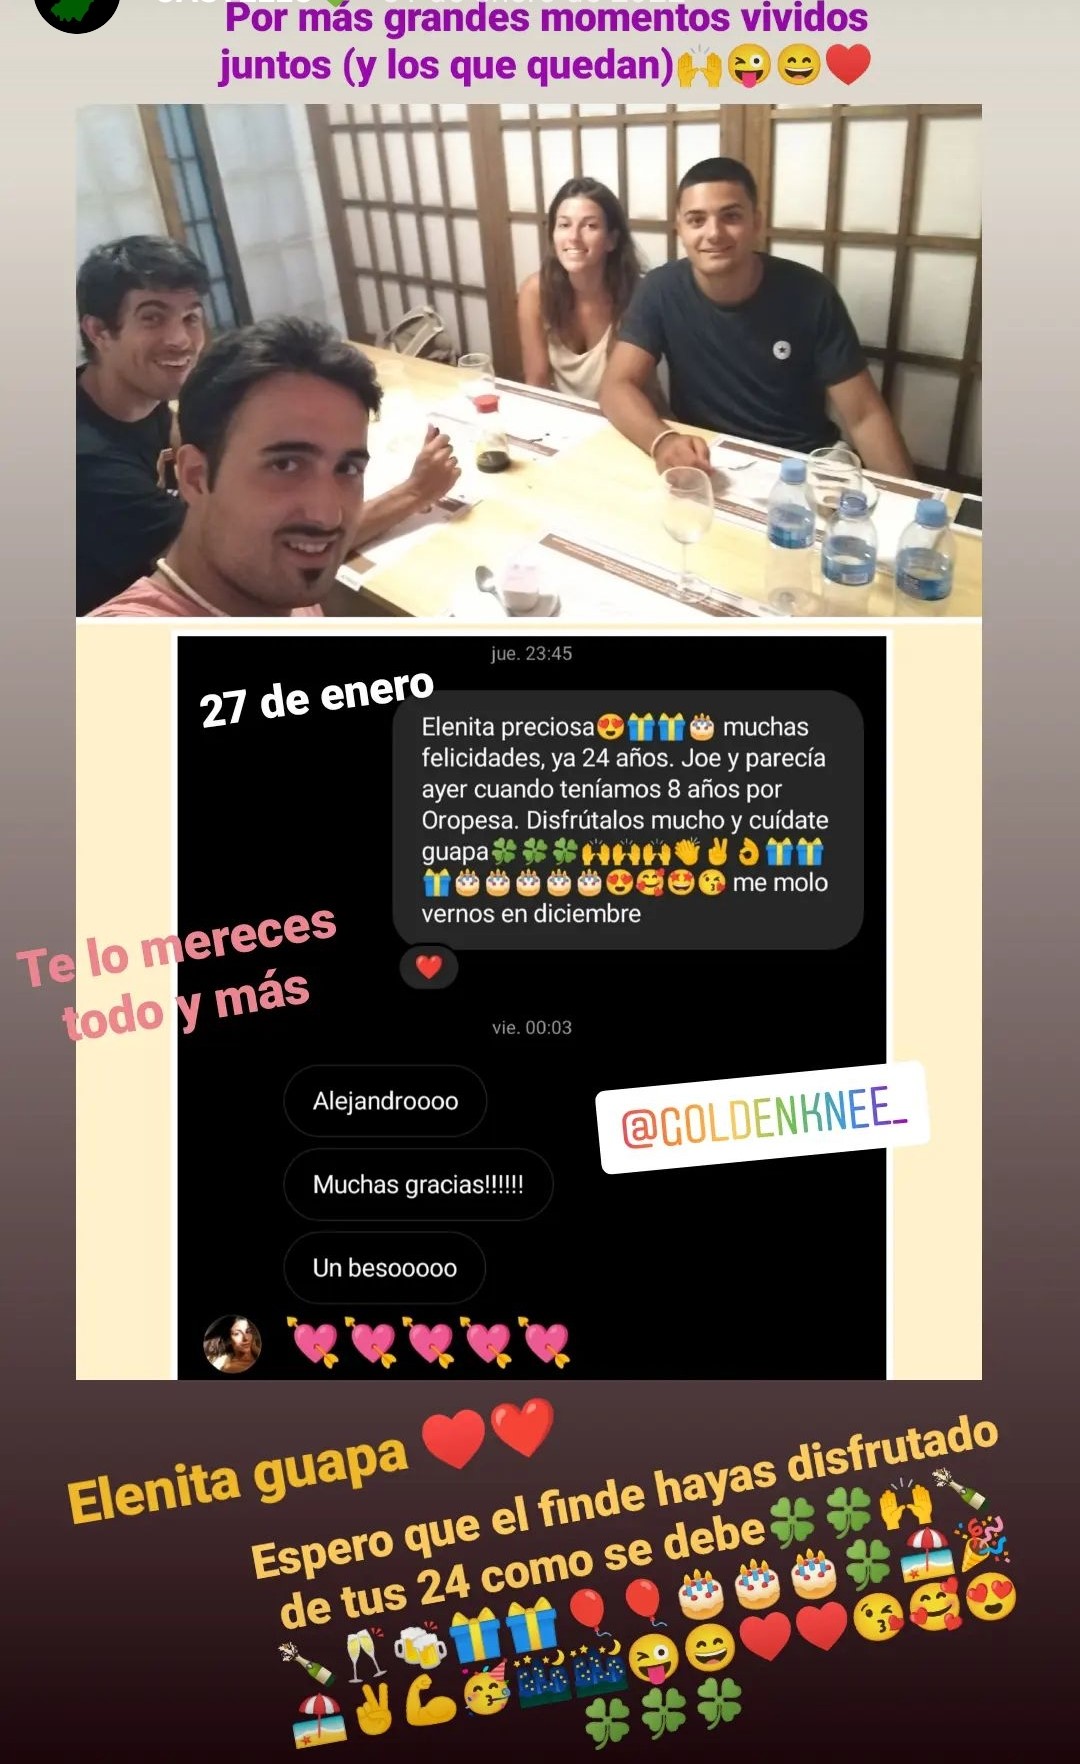 Por más grandes momentos vividos
juntos (y los que quedan)🙌😜😄♥️
jue. 23:45
27 de enero
Elenita preciosa😍🎁🎁🎂 muchas
felicidades, ya 24 años. Joe y parecía
ayer cuando teníamos 8 años por
Oropesa. Disfrútalos mucho y cuídate
guapa🍀🍀🍀🙌🙌🙌👏✌️👌🎁🎁
🎁🎂🎂🎂🎂🎂😍🥰🤩😘 me molo
vernos en diciembre
❤️
Te lo mereces
todo y más
vie. 00:03
Alejandroooo
@GOLDENKNEE_
Muchas gracias!!!!!!
Un besooooo
💘💘💘💘💘
Elenita guapa ♥️❤️
Espero que el finde hayas disfrutado
de tus 24 como se debe🍀🍀🙌🍾
🍾🥂🍻🎁🎁🎈🎈🎂🎂🎂🍀⛱️🎉
⛱️✌️💪🥳🌃🌃😜😄♥️♥️😘🥰😍
🍀🍀🍀